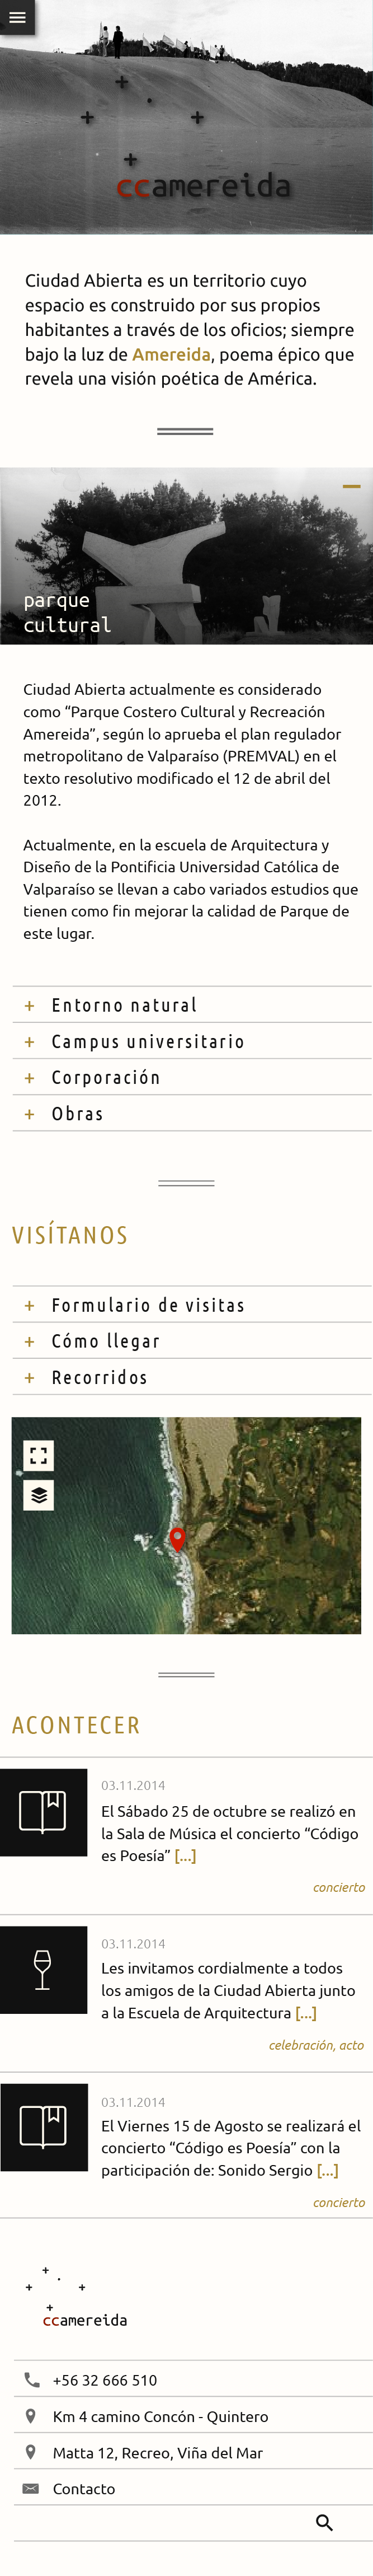 ccamereida
Ciudad Abierta es un territorio cuyo
espacio es construido por sus propios
habitantes a través de los oficios; siempre
bajo la luz de Amereida, poema épico que
revela una visión poética de América.
parque
cultural
Ciudad Abierta actualmente es considerado
como “Parque Costero Cultural y Recreación
Amereida”, según lo aprueba el plan regulador
metropolitano de Valparaíso (PREMVAL) en el
texto resolutivo modificado el 12 de abril del
2012.
Actualmente, en la escuela de Arquitectura y
Diseño de la Pontificia Universidad Católica de
Valparaíso se llevan a cabo variados estudios que
tienen como fin mejorar la calidad de Parque de
este lugar.
+ Entorno natural
+ Campus universitario
+ Corporación
+ Obras
VISÍTANOS
+ Formulario de visitas
+ Cómo llegar
+ Recorridos
ACONTECER
03.11.2014
El Sábado 25 de octubre se realizó en
la Sala de Música el concierto “Código
es Poesía” [...]
concierto
03.11.2014
Les invitamos cordialmente a todos
los amigos de la Ciudad Abierta junto
a la Escuela de Arquitectura [...]
celebración, acto
03.11.2014
El Viernes 15 de Agosto se realizará el
concierto “Código es Poesía” con la
participación de: Sonido Sergio [...]
concierto
ccamereida
+56 32 666 510
Km 4 camino Concón - Quintero
Matta 12, Recreo, Viña del Mar
Contacto